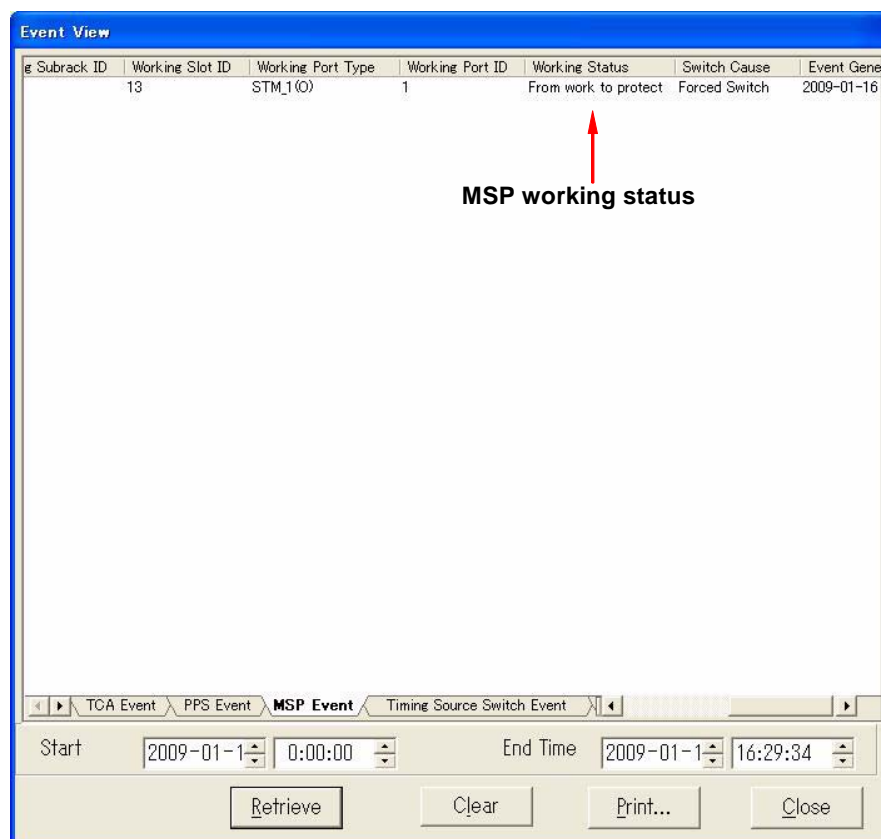 Event View
g Subrack ID Working Slot ID Working Port Type Working Port ID Working Status Switch Cause Event Gene
13 STM_1(O) 1 From work to protect Forced Switch 2009-01-16
MSP working status
TCA Event PPS Event MSP Event Timing Source Switch Event
Start 2009-01-1 0:00:00 End Time 2009-01-1 16:29:34
Retrieve Clear Print... Close